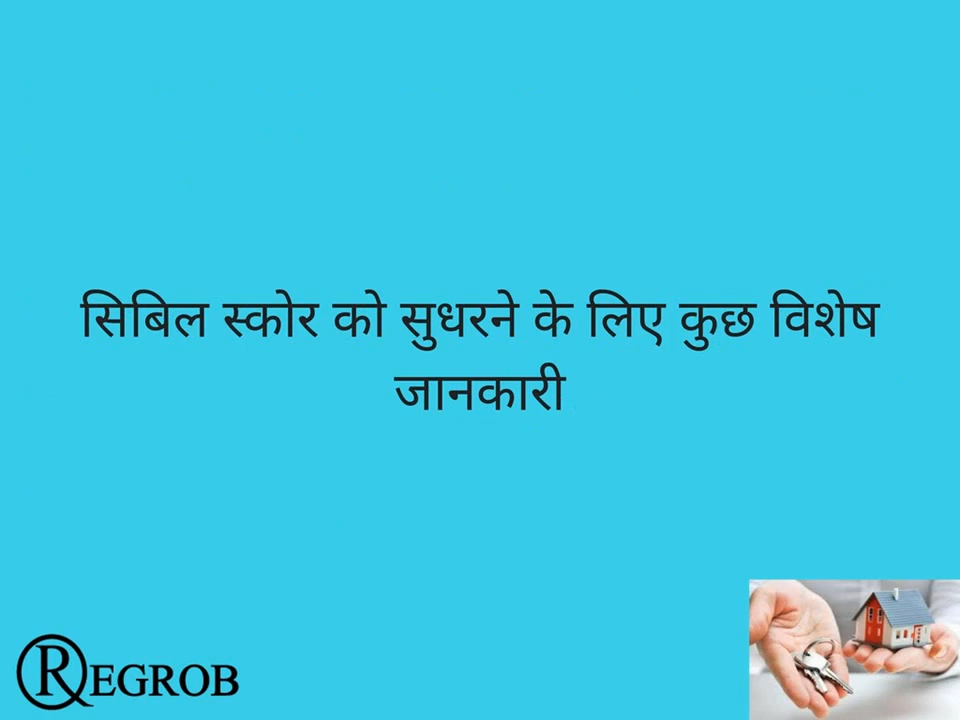 सिबिल स्कोर को सुधरने के लिए कुछ विशेष
जानकारी
REGROB